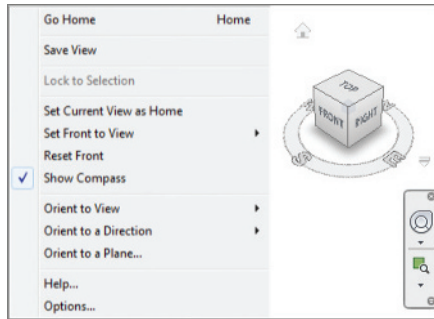 Go Home Home
Save View
Lock to Selection
Set Current View as Home
Set Front to View
Reset Front
Show Compass
Orient to View
Orient to a Direction
Orient to a Plane...
Help...
Options...
TOP
FRONT RIGHT
S